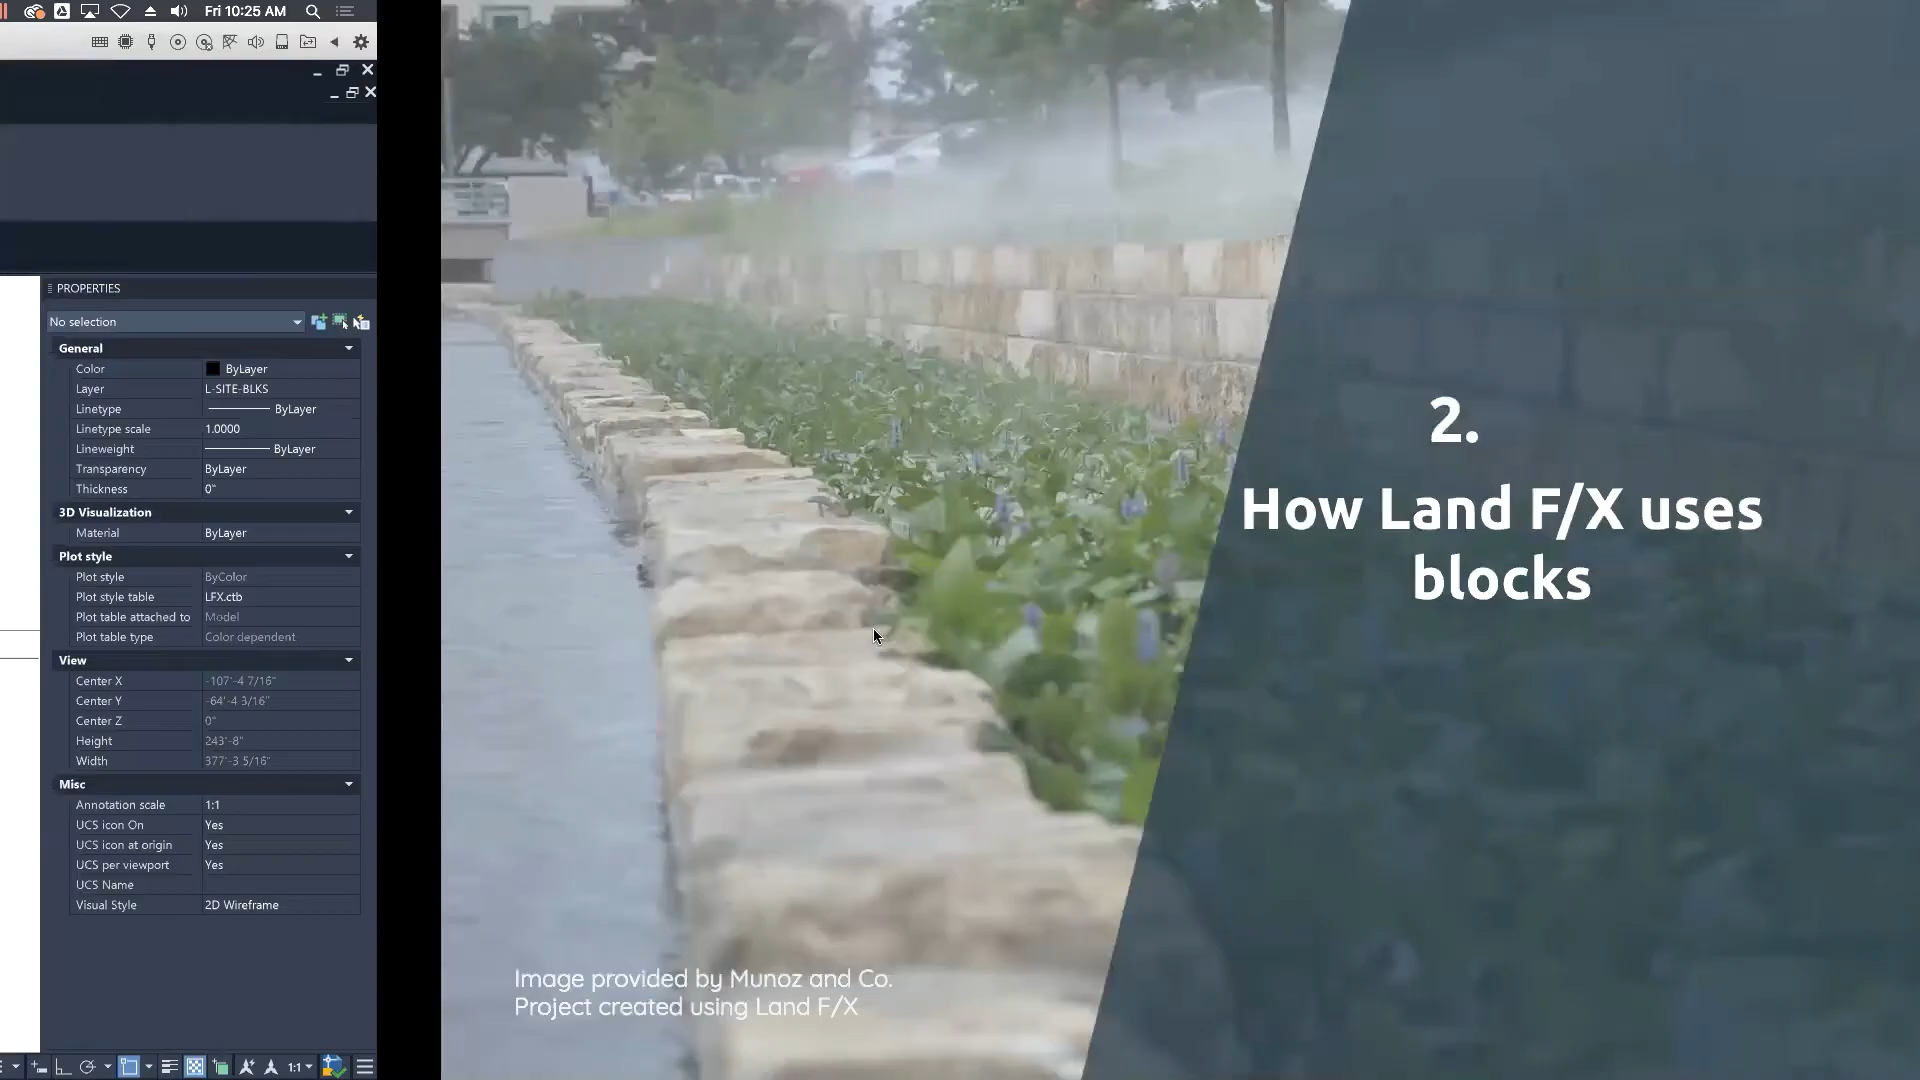 Fri 10:25 AM
PROPERTIES
No selection
General
Color ByLayer
Layer L-SITE-BLKS
Linetype ByLayer
Linetype scale 1.0000
Lineweight ByLayer
Transparency ByLayer
Thickness 0"
3D Visualization
Material ByLayer
Plot style
Plot style ByColor
Plot style table LFX.ctb
Plot table attached to Model
Plot table type Color dependent
View
Center X -107'-4 7/16"
Center Y -64'-4 3/16"
Center Z 0"
Height 243'-8"
Width 377'-3 5/16"
Misc
Annotation scale 1:1
UCS icon On Yes
UCS icon at origin Yes
UCS per viewport Yes
UCS Name
Visual Style 2D Wireframe
1:1
2.
How Land F/X uses
blocks
Image provided by Munoz and Co.
Project created using Land F/X